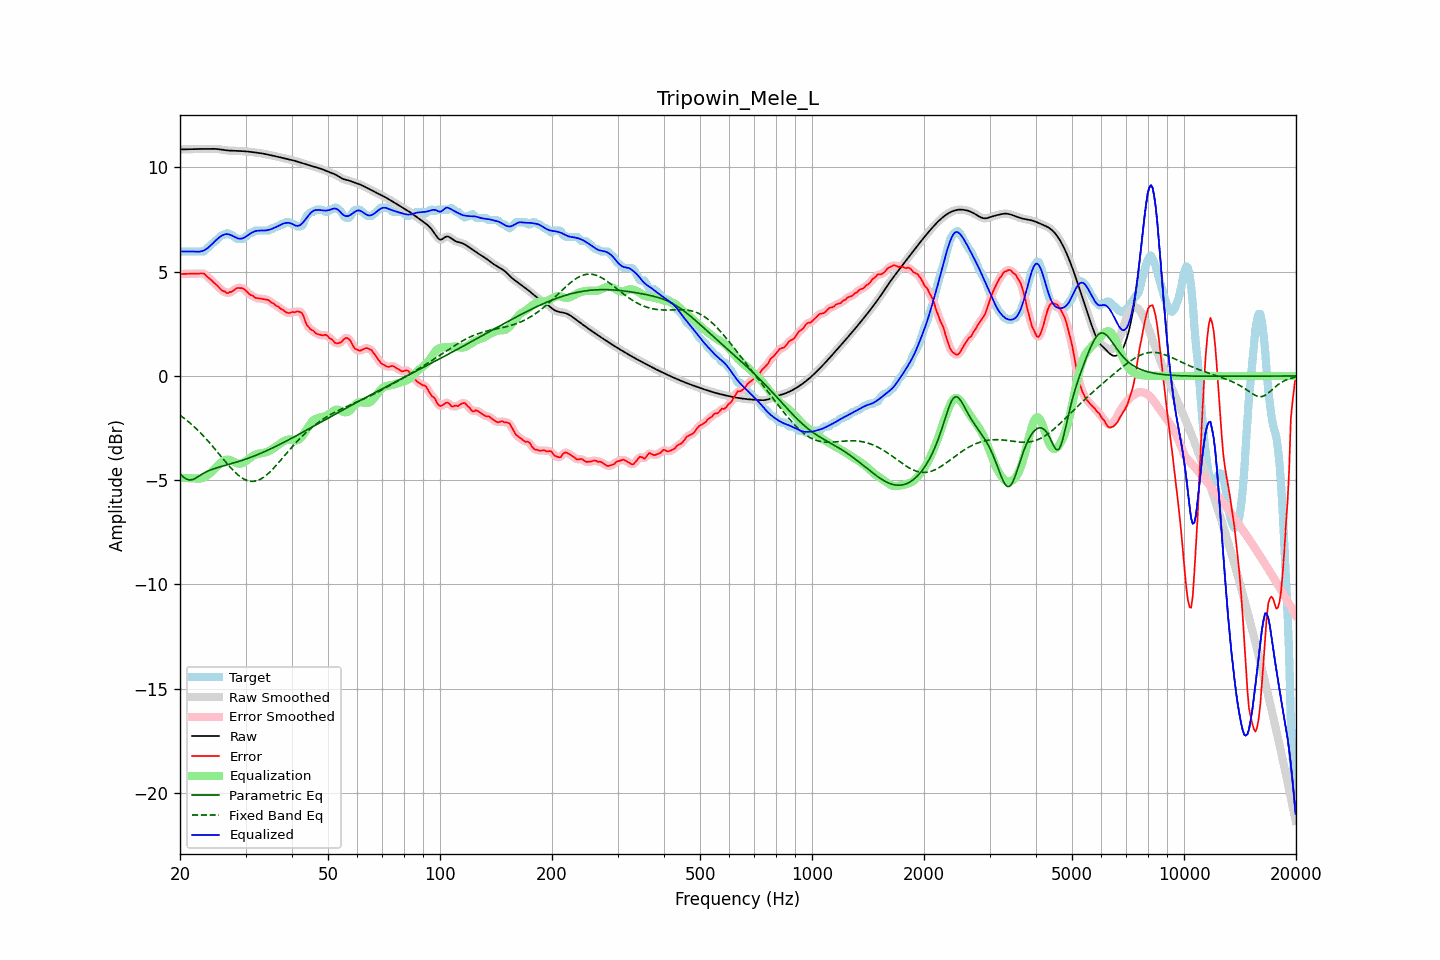 Tripowin_Mele_L
Amplitude (dBr)
10
5
0
−5
−10
−15
−20
Target
Raw Smoothed
Error Smoothed
Raw
Error
Equalization
Parametric Eq
Fixed Band Eq
Equalized
20 50 100 200 500 1000 2000 5000 10000 20000
Frequency (Hz)